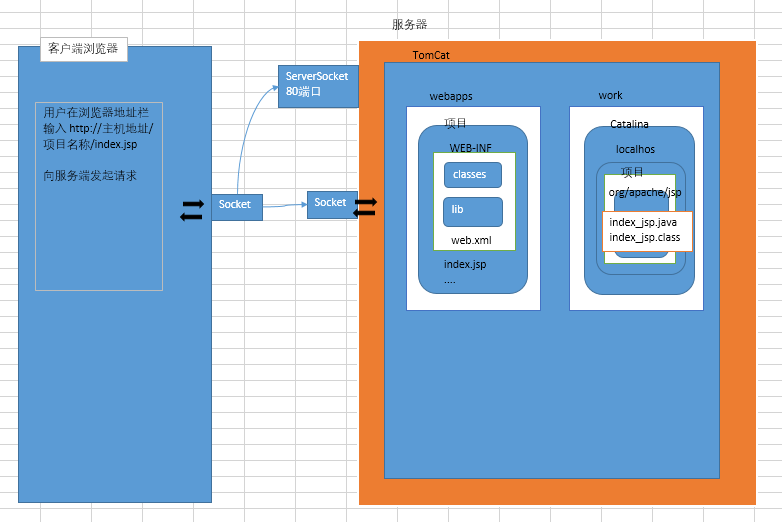 服务器
客户端浏览器
用户在浏览器地址栏
输入 http://主机地址/
项目名称/index.jsp
向服务端发起请求
ServerSocket
80端口
Socket
Socket
TomCat
webapps
项目
WEB-INF
classes
lib
web.xml
index.jsp
....
work
Catalina
localhos
项目
org/apache/jsp
index_jsp.java
index_jsp.class